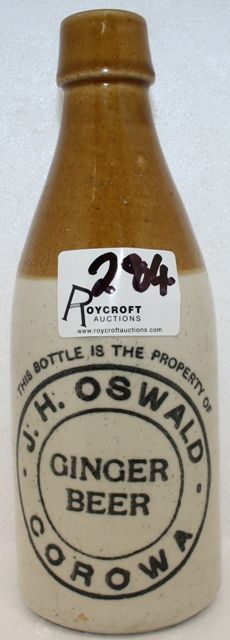 284
ROYCROFT
AUCTIONS
www.roycroftauctions.com
THIS BOTTLE IS THE PROPERTY OF
J. H. OSWALD
GINGER
BEER
COROWA